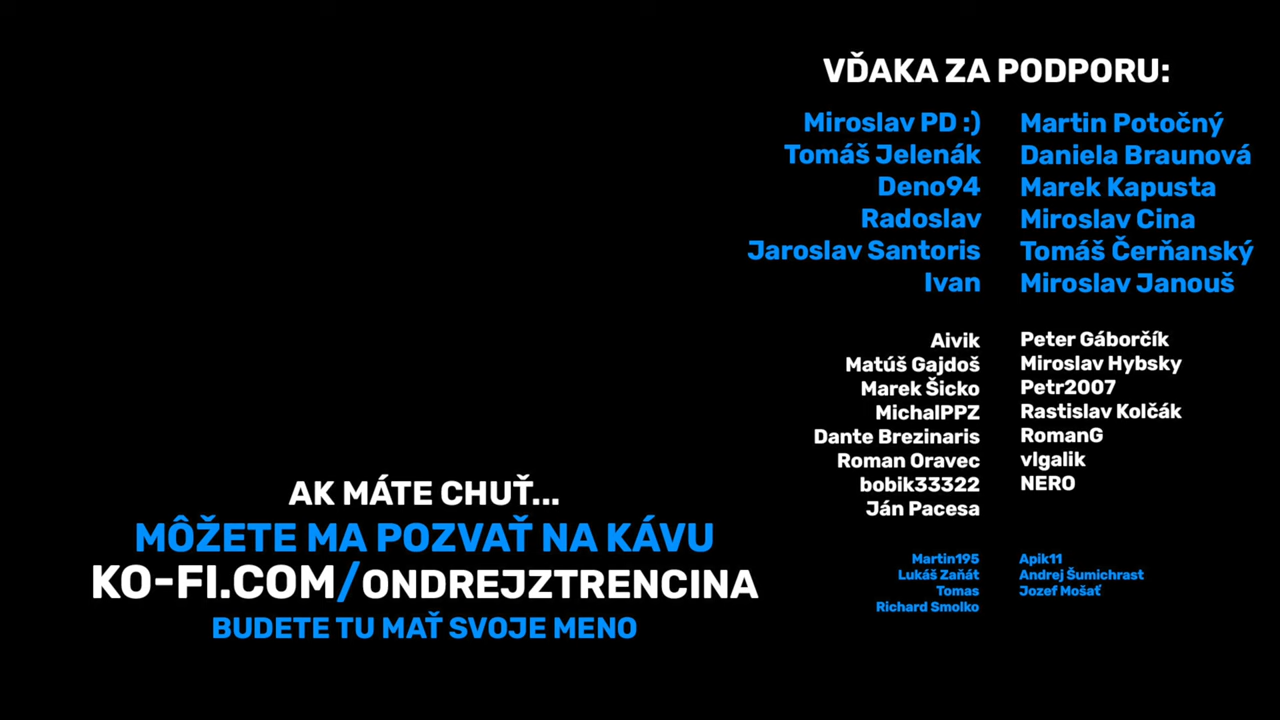 VĎAKA ZA PODPORU:
Miroslav PD :)
Tomáš Jelenák
Deno94
Radoslav
Jaroslav Santoris
Ivan
Martin Potočný
Daniela Braunová
Marek Kapusta
Miroslav Cina
Tomáš Čerňanský
Miroslav Janouš
Aivik
Matúš Gajdoš
Marek Šicko
MichalPPZ
Dante Brezinaris
Roman Oravec
bobik33322
Ján Pacesa
Peter Gáborčík
Miroslav Hybsky
Petr2007
Rastislav Kolčák
RomanG
vlgalik
NERO
Martin195
Lukáš Zaňát
Tomas
Richard Smolko
Apik11
Andrej Šumichrast
Jozef Mošať
AK MÁTE CHUŤ...
MÔŽETE MA POZVAŤ NA KÁVU
KO-FI.COM/ONDREJZTRENCINA
BUDETE TU MAŤ SVOJE MENO